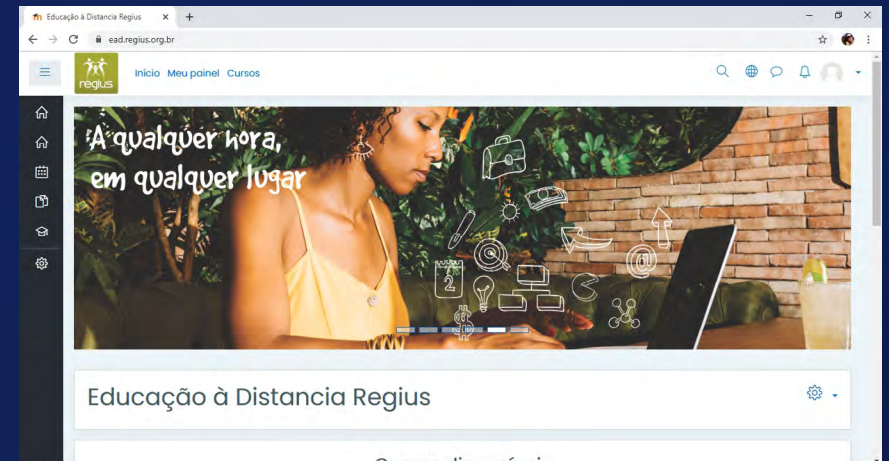 Educação à Distancia Regius
ead.regius.org.br
regius
Início Meu painel Cursos
A qualquer hora,
em qualquer lugar
2
@
$
Educação à Distancia Regius